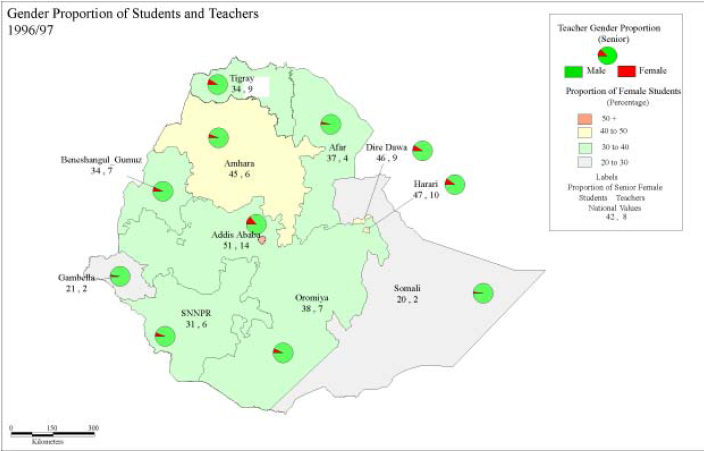 Gender Proportion of Students and Teachers
1996/97
Tigray
34 , 9
Afar
37 , 4
Dire Dawa
46 , 9
Harari
47 , 10
Amhara
45 , 6
Beneshangul_Gumuz
34 , 7
Addis Ababa
51 , 14
Gambella
21 , 2
SNNPR
31 , 6
Oromiya
38 , 7
Somali
20 , 2
0 150 300
Kilometers
Teacher Gender Proportion
(Senior)
Male Female
Proportion of Female Students
(Percentage)
50 +
40 to 50
30 to 40
20 to 30
Labels
Proportion of Senior Female
Students Teachers
National Values
42 , 8